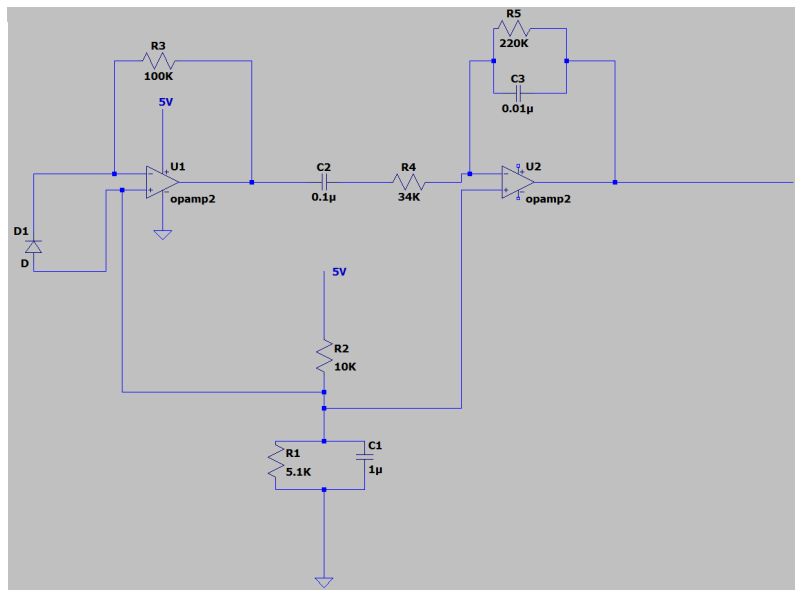 R5
220K
R3
100K
C3
0.01µ
5V
U1
opamp2
C2
0.1µ
R4
34K
U2
opamp2
D1
D
5V
R2
10K
R1
5.1K
C1
1µ